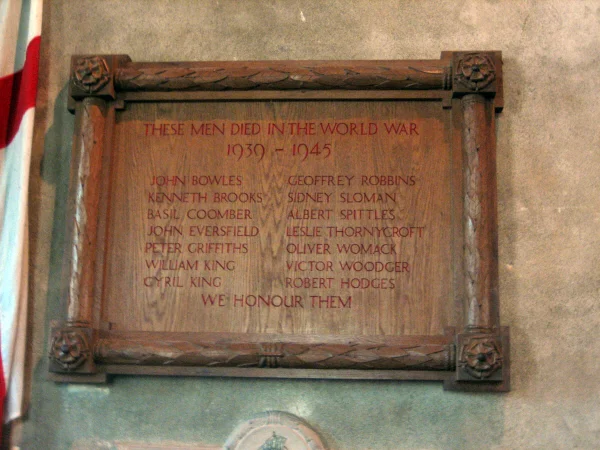 THESE MEN DIED IN THE WORLD WAR
1939 - 1945
JOHN BOWLES GEOFFREY ROBBINS
KENNETH BROOKS SIDNEY SLOMAN
BASIL COOMBER ALBERT SPITTLES
JOHN EVERSFIELD LESLIE THORNYCROFT
PETER GRIFFITHS OLIVER WOMACK
WILLIAM KING VICTOR WOODGER
CYRIL KING ROBERT HODGES
WE HONOUR THEM